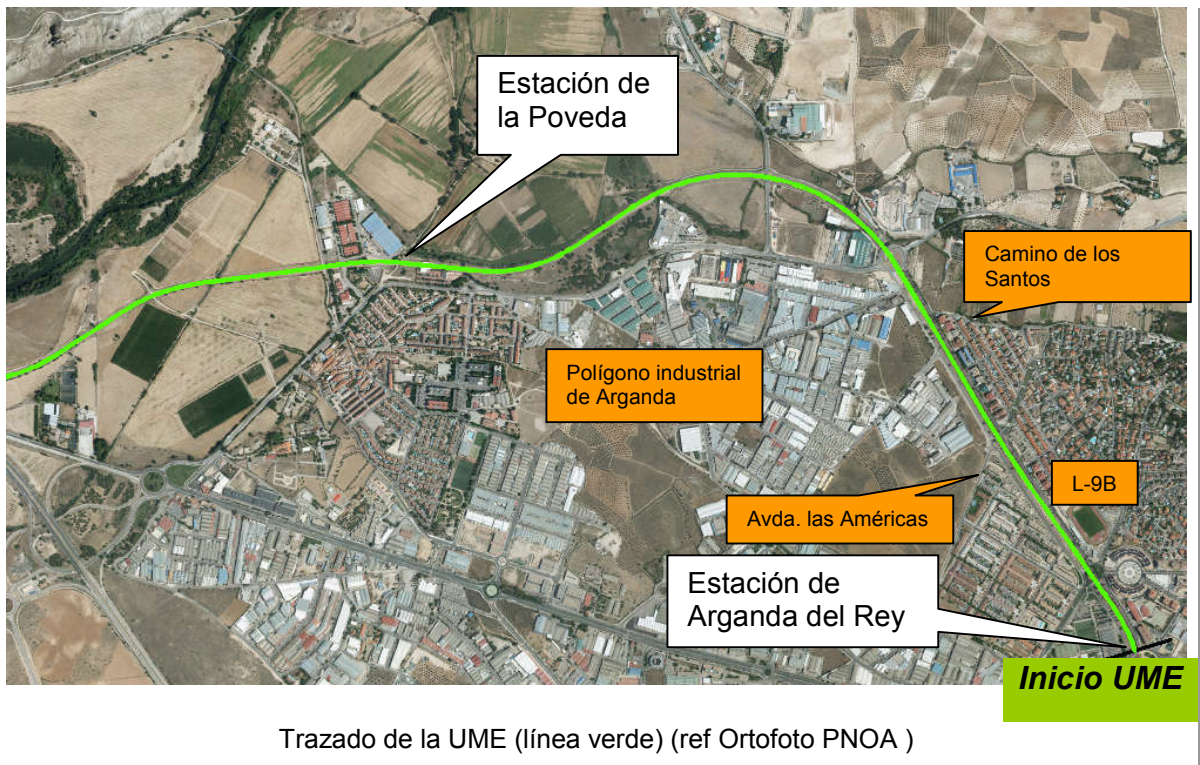 Estación de
la Poveda
Camino de los
Santos
Polígono industrial
de Arganda
L-9B
Avda. las Américas
Estación de
Arganda del Rey
Inicio UME
Trazado de la UME (línea verde) (ref Ortofoto PNOA )